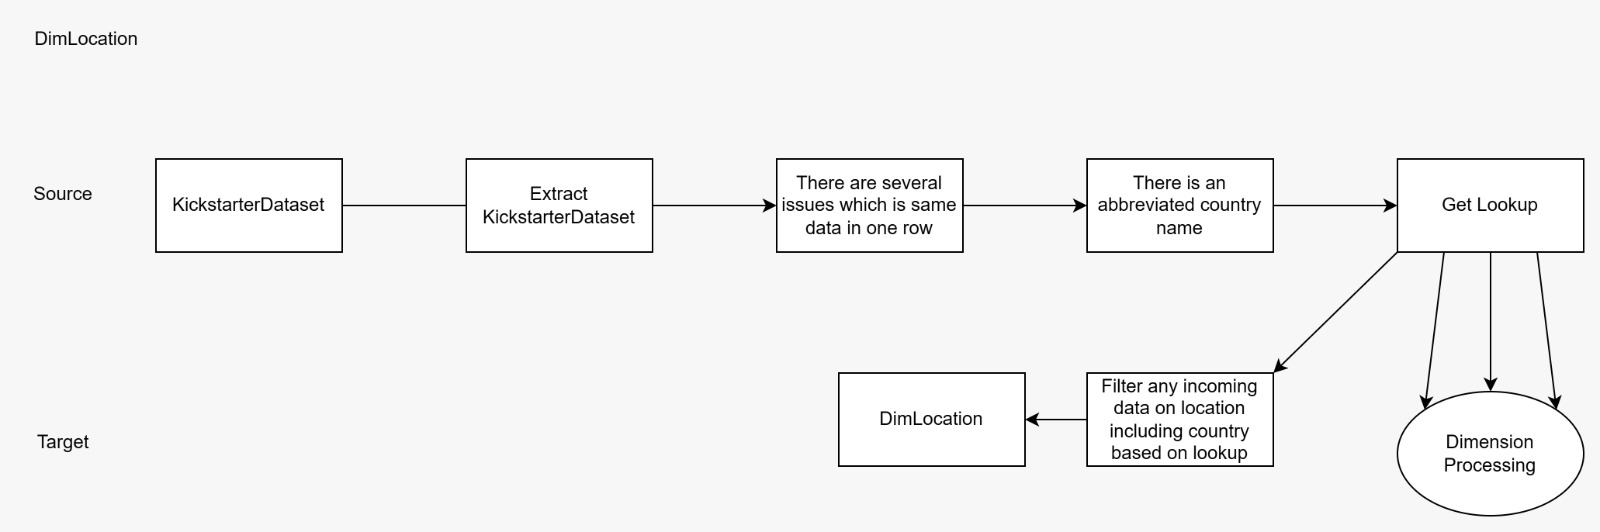 DimLocation
Source
KickstarterDataset
Extract
KickstarterDataset
There are several
issues which is same
data in one row
There is an
abbreviated country
name
Get Lookup
Target
DimLocation
Filter any incoming
data on location
including country
based on lookup
Dimension
Processing